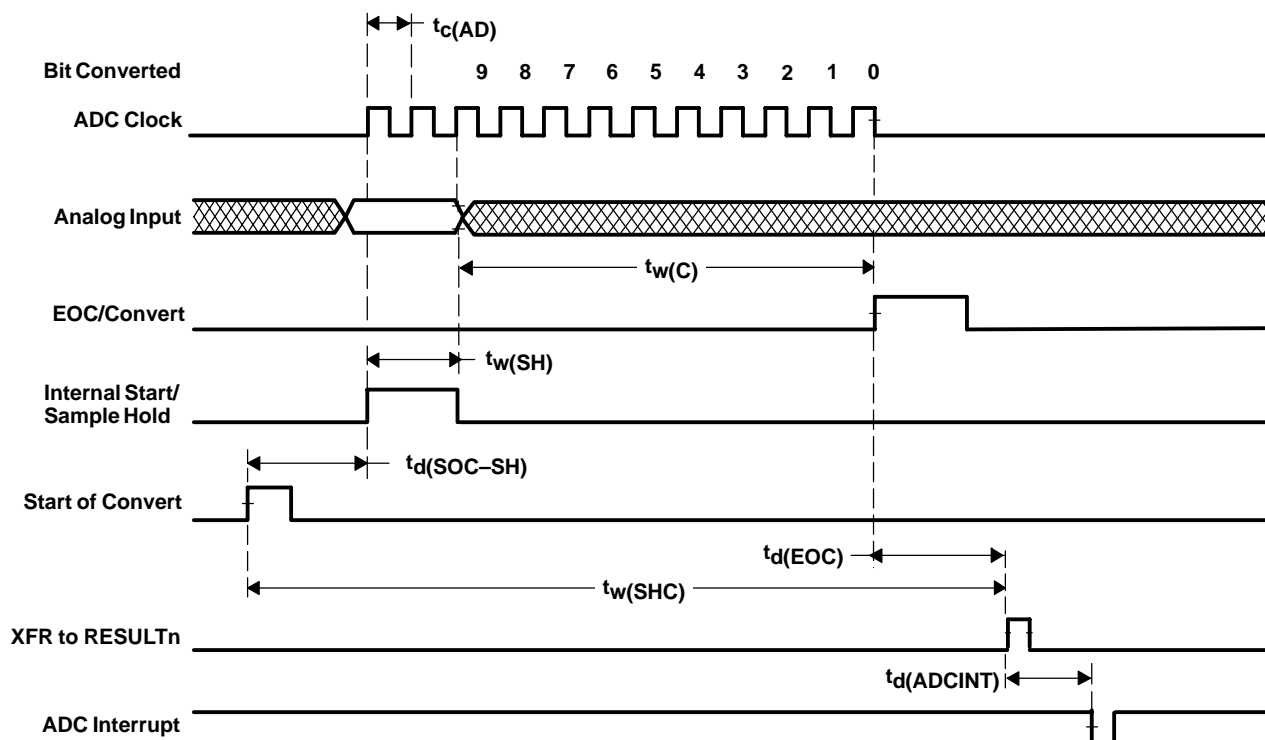 tc(AD)
Bit Converted
9 8 7 6 5 4 3 2 1 0
ADC Clock
Analog Input
tw(C)
EOC/Convert
tw(SH)
Internal Start/
Sample Hold
td(SOC–SH)
Start of Convert
td(EOC)
tw(SHC)
XFR to RESULTn
td(ADCINT)
ADC Interrupt